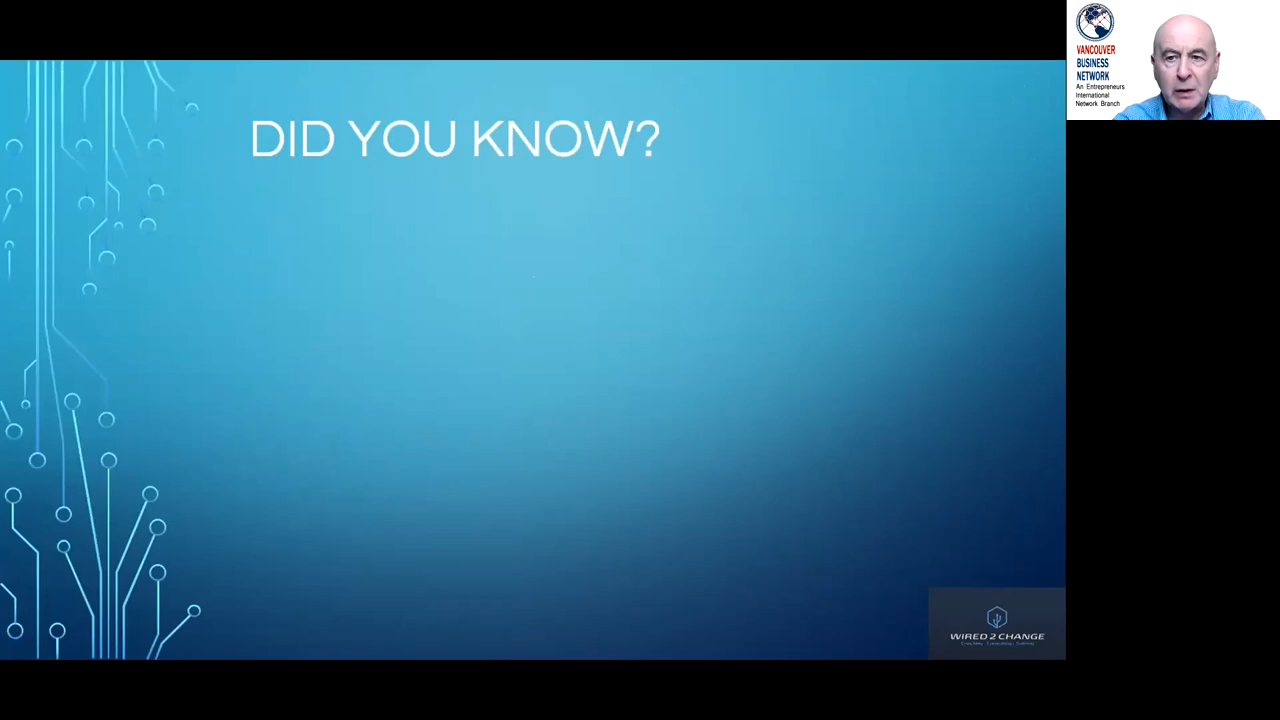 DID YOU KNOW?
VANCOUVER
BUSINESS
NETWORK
An Entrepreneurs
International
Network Branch
WIRED 2 CHANGE